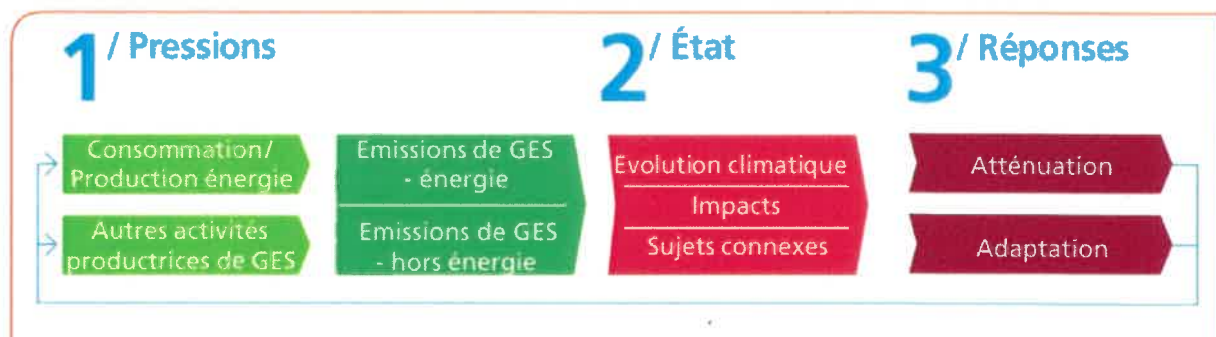 1/ Pressions
2/ État
3/ Réponses
Consommation/
Production énergie
Autres activités
productrices de GES
Emissions de GES
- énergie
Emissions de GES
- hors énergie
Evolution climatique
Impacts
Sujets connexes
Atténuation
Adaptation